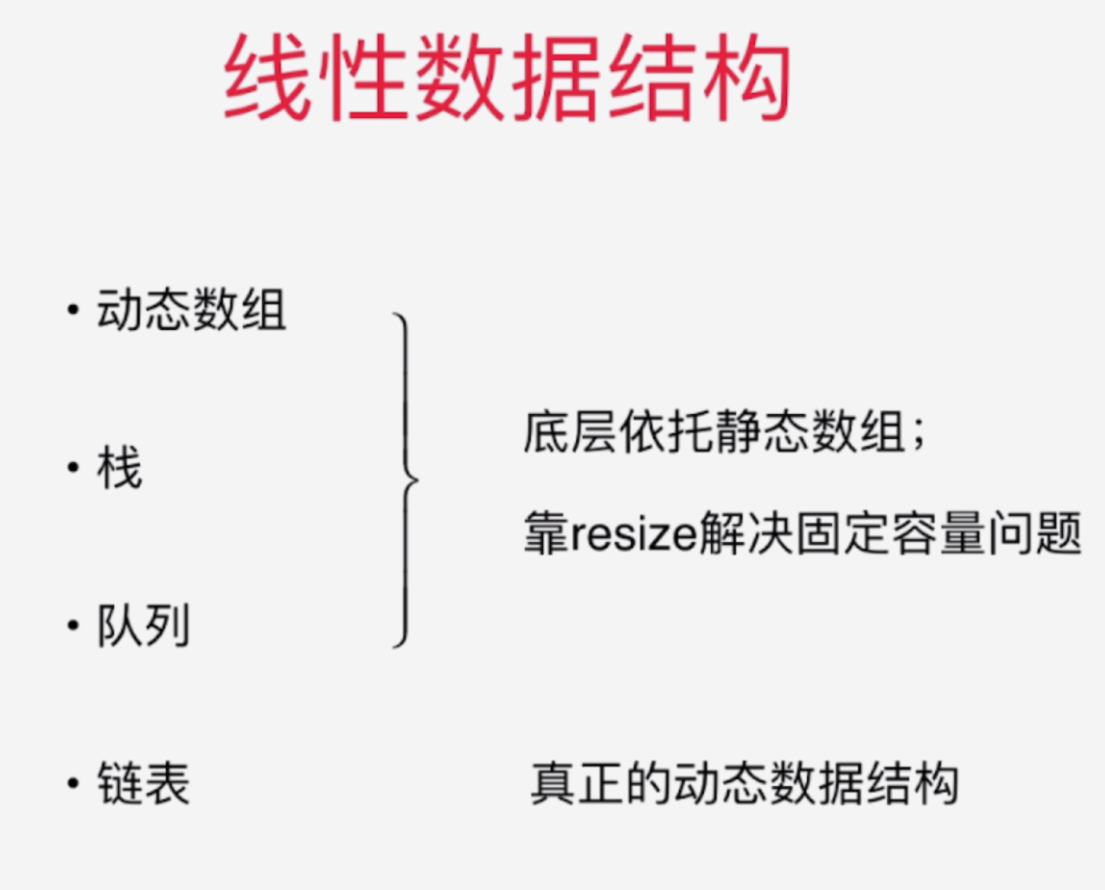 线性数据结构
• 动态数组
• 栈
底层依托静态数组；
靠resize解决固定容量问题
• 队列
• 链表 真正的动态数据结构